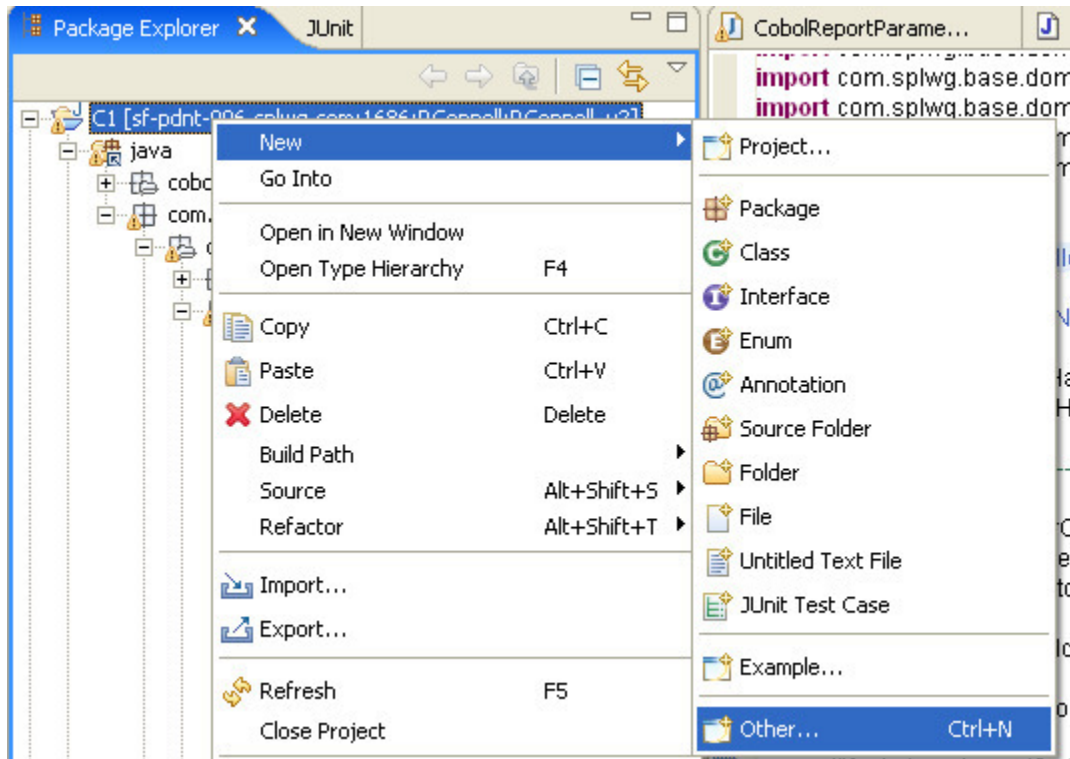 Package Explorer
JUnit
CobolReportParame...
import com.splwg.base.dom
import com.splwg.base.dom
C1
java
cobo
com.
New
Go Into
Open in New Window
Open Type Hierarchy F4
Copy Ctrl+C
Paste Ctrl+V
Delete Delete
Build Path
Source Alt+Shift+S
Refactor Alt+Shift+T
Import...
Export...
Refresh F5
Close Project
Project...
Package
Class
Interface
Enum
Annotation
Source Folder
Folder
File
Untitled Text File
JUnit Test Case
Example...
Other... Ctrl+N